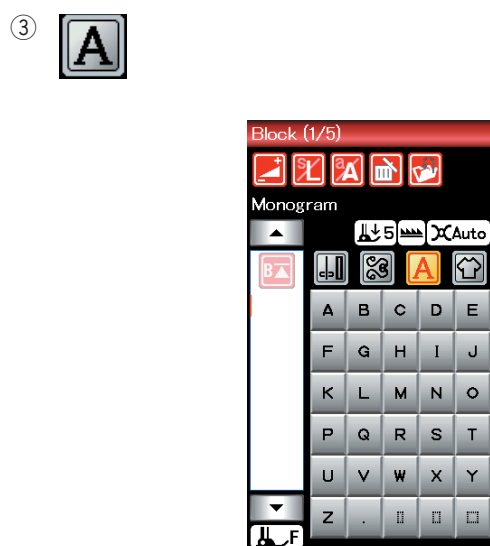 ③ A
Block (1/5)
S L a A
Monogram
5 Auto
B A
A B C D E
F G H I J
K L M N O
P Q R S T
U V W X Y
Z .
F